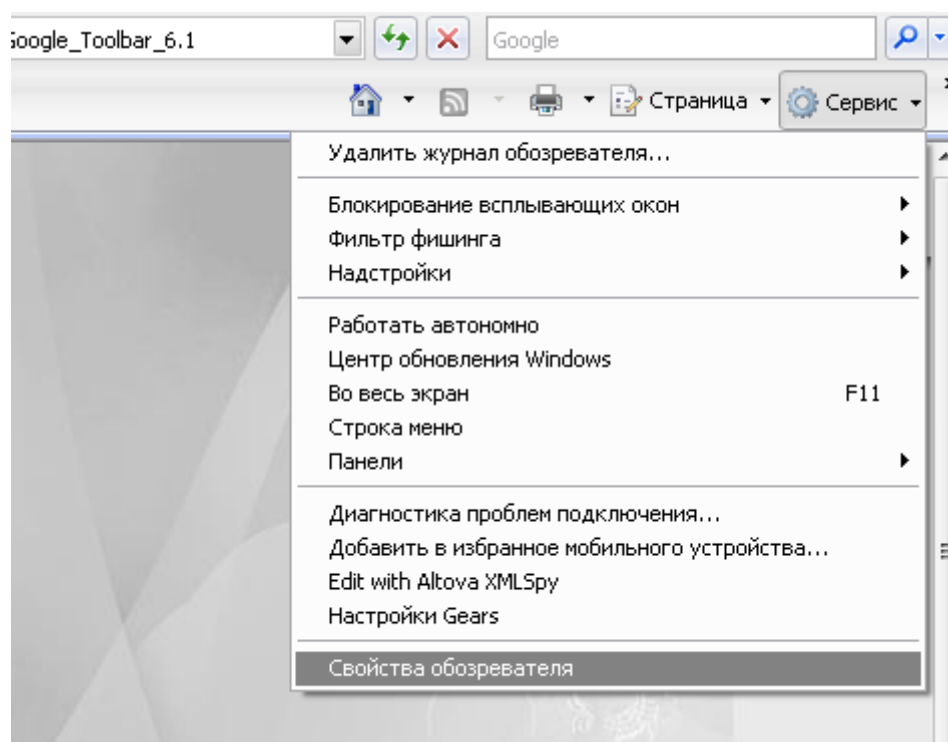 Google_Toolbar_6.1
Google
Страница
Сервис
Удалить журнал обозревателя...
Блокирование всплывающих окон
Фильтр фишинга
Надстройки
Работать автономно
Центр обновления Windows
Во весь экран F11
Строка меню
Панели
Диагностика проблем подключения...
Добавить в избранное мобильного устройства...
Edit with Altova XMLSpy
Настройки Gears
Свойства обозревателя